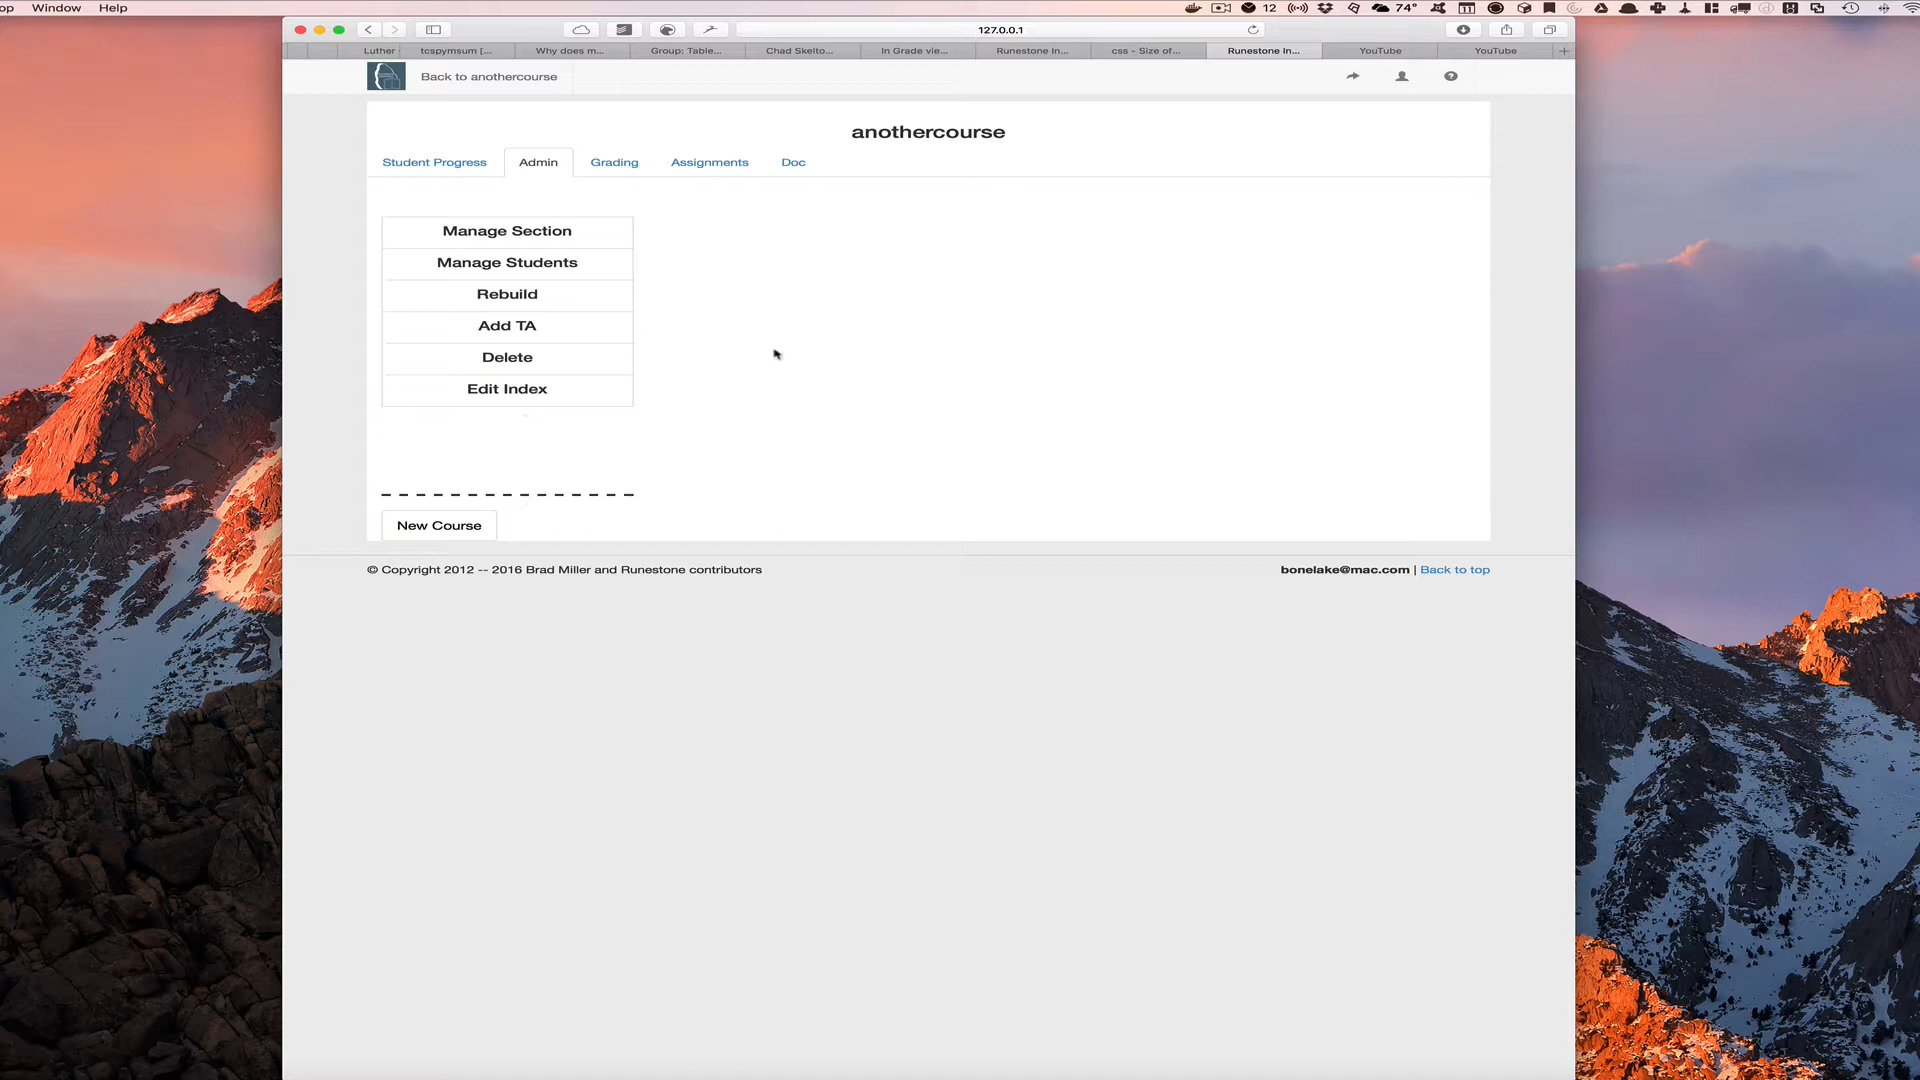 op Window Help 12 74° 11
127.0.0.1
Luther tcspymsum [... Why does m... Group: Table... Chad Skelto... In Grade vie... Runestone In... css - Size of... Runestone In... YouTube YouTube
Back to anothercourse
anothercourse
Student Progress Admin Grading Assignments Doc
Manage Section
Manage Students
Rebuild
Add TA
Delete
Edit Index
New Course
© Copyright 2012 -- 2016 Brad Miller and Runestone contributors bonelake@mac.com | Back to top